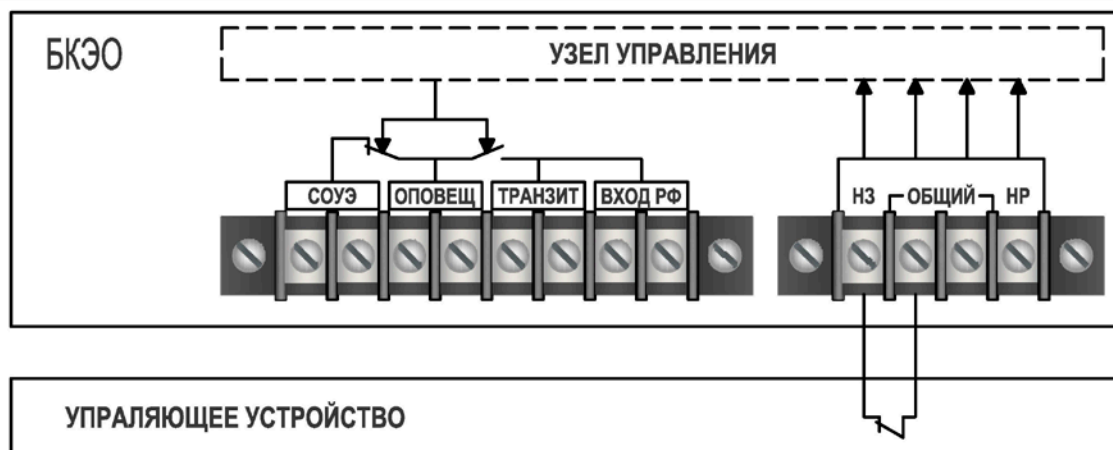 БКЭО
УЗЕЛ УПРАВЛЕНИЯ
СОУЭ ОПОВЕЩ ТРАНЗИТ ВХОД РФ НЗ ОБЩИЙ НР
УПРАЛЯЮЩЕЕ УСТРОЙСТВО